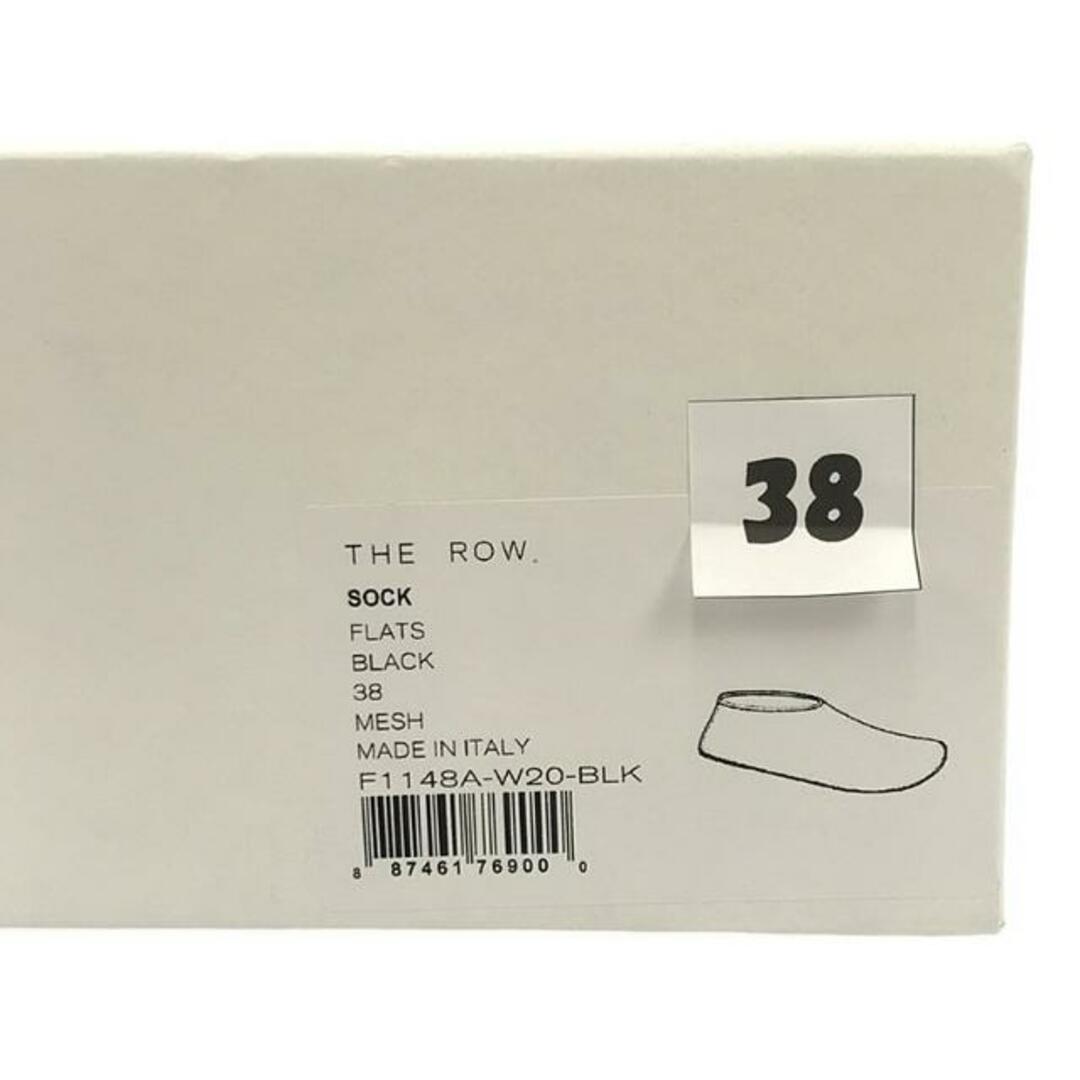 38
THE ROW.
SOCK
FLATS
BLACK
38
MESH
MADE IN ITALY
F1148A-W20-BLK
8 87461 76900 0